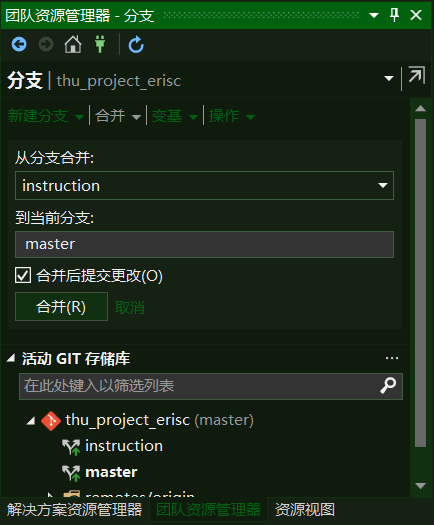 团队资源管理器 - 分支
分支 | thu_project_erisc
新建分支 | 合并 | 变基 | 操作
从分支合并:
instruction
到当前分支:
master
合并后提交更改(O)
合并(R) 取消
活动 GIT 存储库 ...
在此处键入以筛选列表
thu_project_erisc (master)
instruction
master
remotes/origin
解决方案资源管理器 团队资源管理器 资源视图